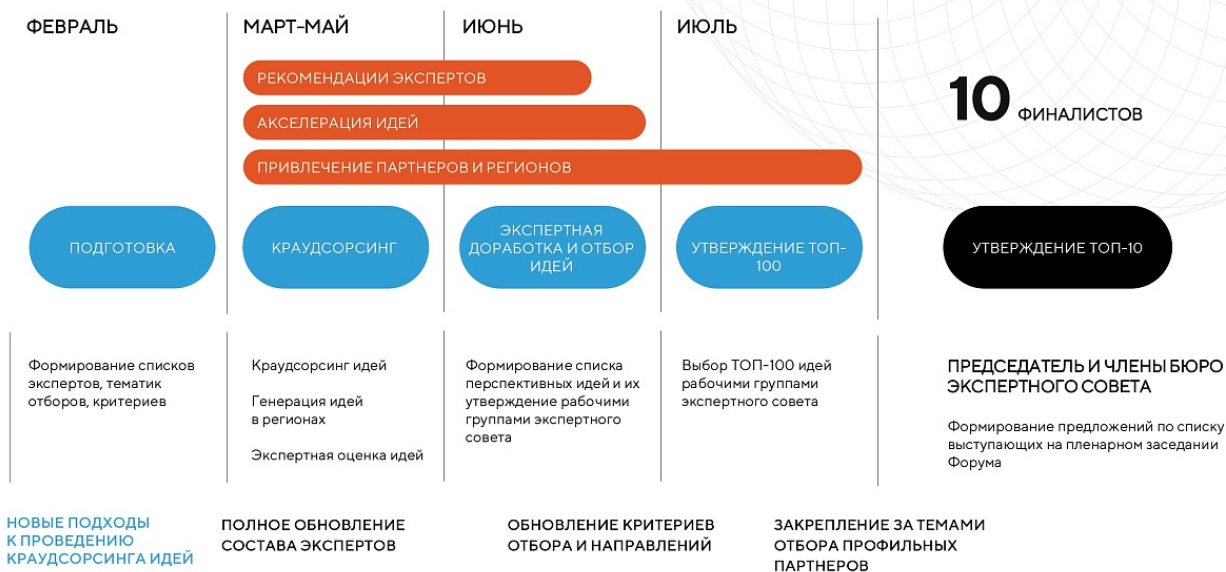 ФЕВРАЛЬ
МАРТ-МАЙ
ИЮНЬ
ИЮЛЬ
РЕКОМЕНДАЦИИ ЭКСПЕРТОВ
АКСЕЛЕРАЦИЯ ИДЕЙ
ПРИВЛЕЧЕНИЕ ПАРТНЕРОВ И РЕГИОНОВ
10 ФИНАЛИСТОВ
ПОДГОТОВКА
КРАУДСОРСИНГ
ЭКСПЕРТНАЯ
ДОРАБОТКА И ОТБОР
ИДЕЙ
УТВЕРЖДЕНИЕ ТОП-
100
УТВЕРЖДЕНИЕ ТОП-10
Формирование списков
экспертов, тематик
отборов, критериев
Краудсорсинг идей
Генерация идей
в регионах
Экспертная оценка идей
Формирование списка
перспективных идей и их
утверждение рабочими
группами экспертного
совета
Выбор ТОП-100 идей
рабочими группами
экспертного совета
ПРЕДСЕДАТЕЛЬ И ЧЛЕНЫ БЮРО
ЭКСПЕРТНОГО СОВЕТА
Формирование предложений по списку
выступающих на пленарном заседании
Форума
НОВЫЕ ПОДХОДЫ
К ПРОВЕДЕНИЮ
КРАУДСОРСИНГА ИДЕЙ
ПОЛНОЕ ОБНОВЛЕНИЕ
СОСТАВА ЭКСПЕРТОВ
ОБНОВЛЕНИЕ КРИТЕРИЕВ
ОТБОРА И НАПРАВЛЕНИЙ
ЗАКРЕПЛЕНИЕ ЗА ТЕМАМИ
ОТБОРА ПРОФИЛЬНЫХ
ПАРТНЕРОВ